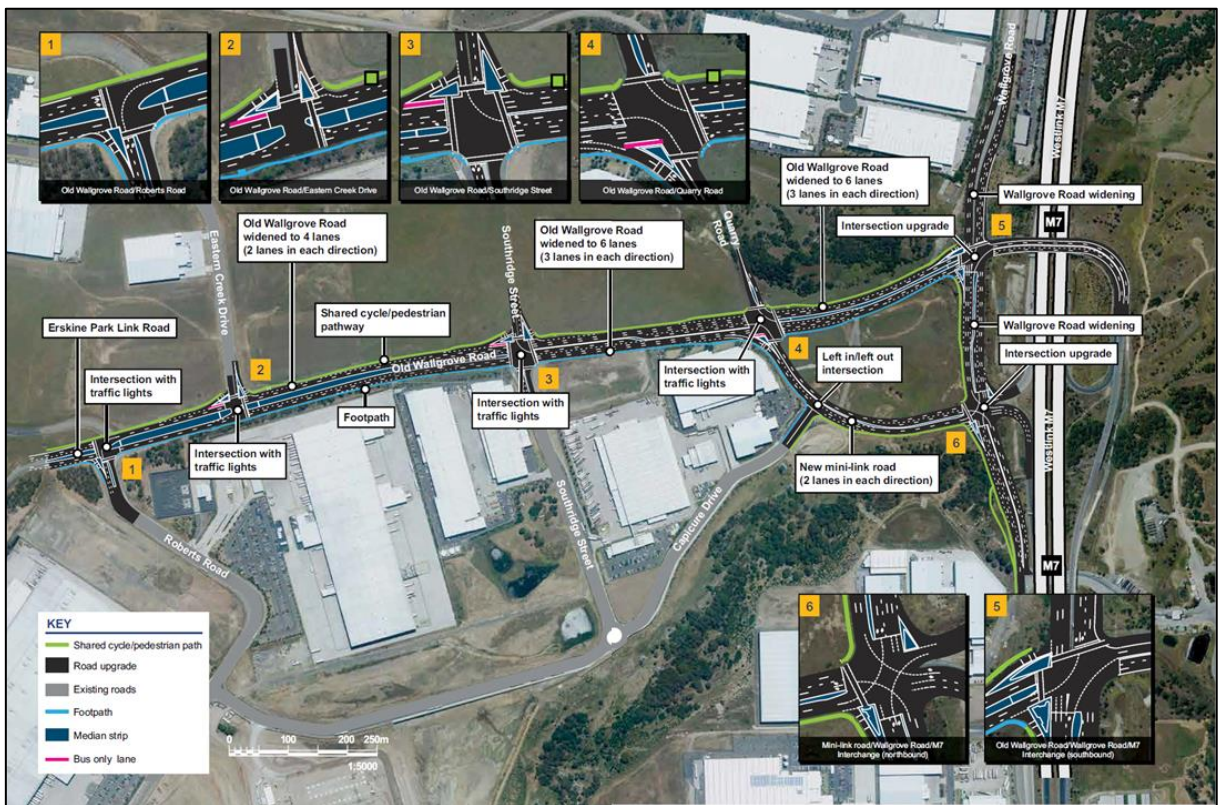 1
2
3
4
Old Wallgrove Road/Roberts Road
Old Wallgrove Road/Eastern Creek Drive
Old Wallgrove Road/Southridge Street
Old Wallgrove Road/Quarry Road
Wallgrove Road
Westlink M7
Old Wallgrove Road
widened to 6 lanes
(3 lanes in each direction)
Wallgrove Road widening
M7
5
Intersection upgrade
Old Wallgrove Road
widened to 4 lanes
(2 lanes in each direction)
Old Wallgrove Road
widened to 6 lanes
(3 lanes in each direction)
Quarry
Road
Eastern Creek Drive
Southridge Street
Erskine Park Link Road
Shared cycle/pedestrian
pathway
Wallgrove Road widening
Intersection upgrade
Intersection with
traffic lights
2
Old Wallgrove Road
3
4
Left in/left out
intersection
Intersection with
traffic lights
Intersection with
traffic lights
Footpath
Intersection with
traffic lights
1
6
Westlink M7
New mini-link road
(2 lanes in each direction)
Roberts Road
Southridge Street
Capicure Drive
M7
KEY
Shared cycle/pedestrian path
Road upgrade
Existing roads
Footpath
Median strip
Bus only lane
0 100 200 250m
1:5000
6
Mini-link road/Wallgrove Road/M7
Interchange (northbound)
5
Old Wallgrove Road/Wallgrove Road/M7
Interchange (southbound)